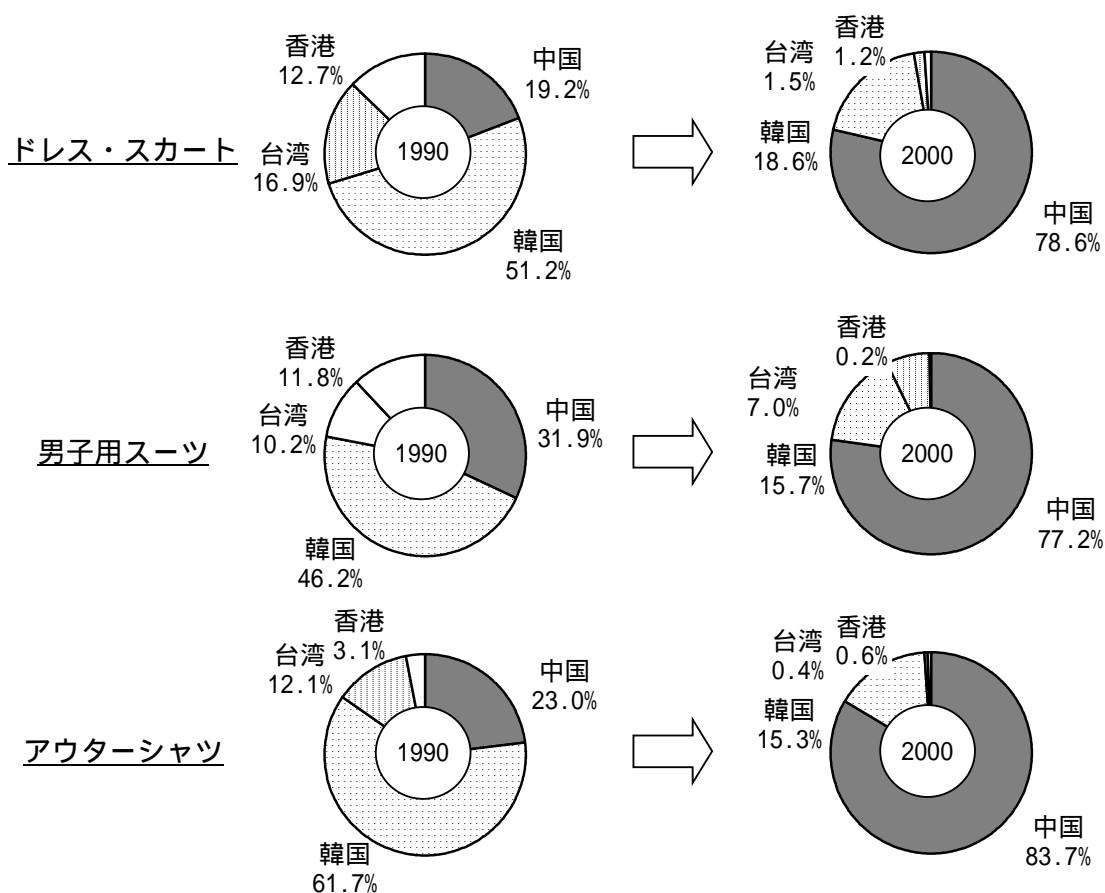 ドレス・スカート
香港
12.7%
中国
19.2%
台湾
16.9%
1990
韓国
51.2%
香港
1.2%
台湾
1.5%
韓国
18.6%
2000
中国
78.6%
男子用スーツ
香港
11.8%
中国
31.9%
台湾
10.2%
1990
韓国
46.2%
香港
0.2%
台湾
7.0%
韓国
15.7%
2000
中国
77.2%
アウターシャツ
香港
3.1%
台湾
12.1%
中国
23.0%
1990
韓国
61.7%
香港
0.6%
台湾
0.4%
韓国
15.3%
2000
中国
83.7%